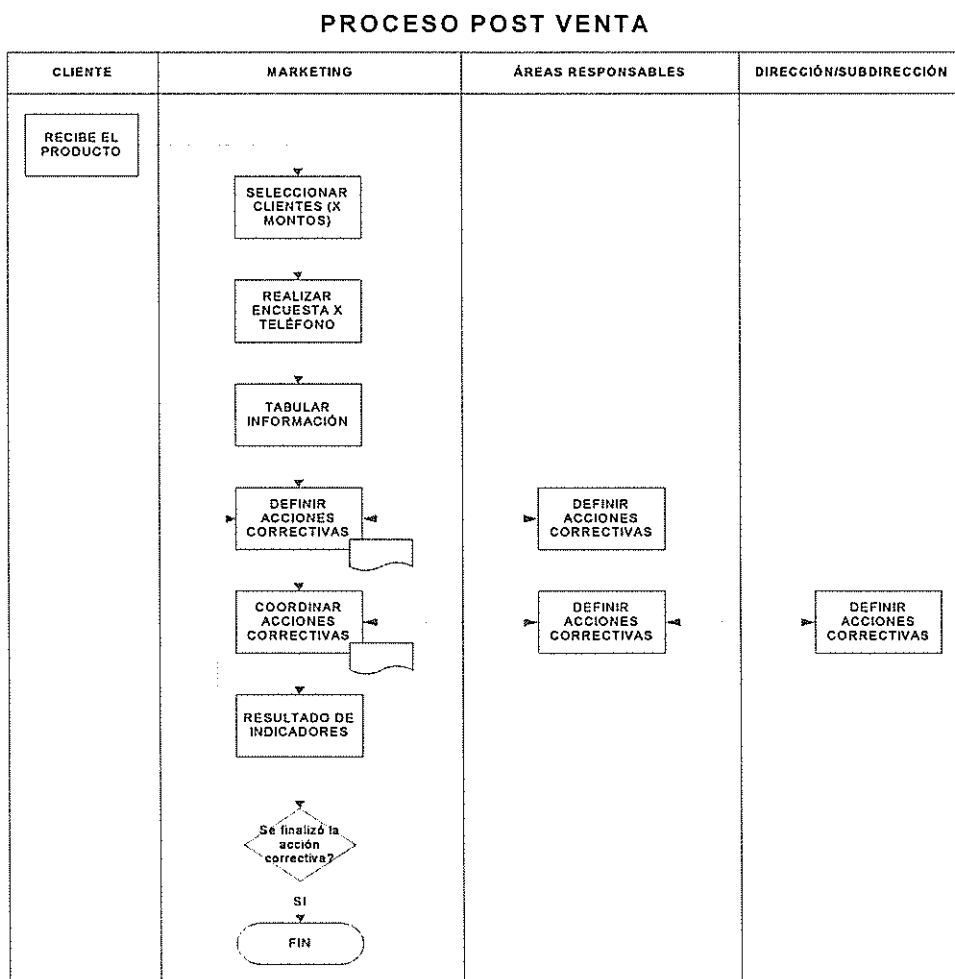 PROCESO POST VENTA
CLIENTE
MARKETING
ÁREAS RESPONSABLES
DIRECCIÓN/SUBDIRECCIÓN
RECIBE EL
PRODUCTO
SELECCIONAR
CLIENTES (X
MONTOS)
REALIZAR
ENCUESTA X
TELÉFONO
TABULAR
INFORMACIÓN
DEFINIR
ACCIONES
CORRECTIVAS
DEFINIR
ACCIONES
CORRECTIVAS
COORDINAR
ACCIONES
CORRECTIVAS
DEFINIR
ACCIONES
CORRECTIVAS
DEFINIR
ACCIONES
CORRECTIVAS
RESULTADO DE
INDICADORES
Se finalizó la
acción
correctiva?
SI
FIN